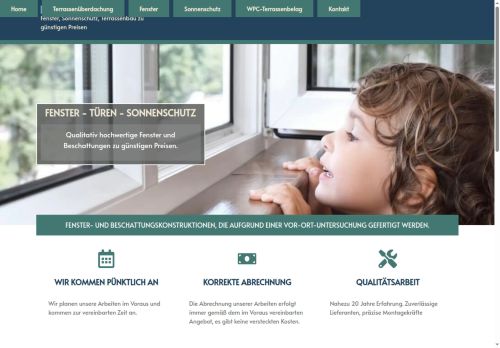 Home
Terrassenüberdachung
Fenster
Sonnenschutz
WPC-Terrassenbelag
Kontakt
Fenster, Sonnenschutz, Terrassenbau zu
günstigen Preisen
FENSTER - TÜREN - SONNENSCHUTZ
Qualitativ hochwertige Fenster und
Beschattungen zu günstigen Preisen.
FENSTER- UND BESCHATTUNGSKONSTRUKTIONEN, DIE AUFGRUND EINER VOR-ORT-UNTERSUCHUNG GEFERTIGT WERDEN.
WIR KOMMEN PÜNKTLICH AN
Wir planen unsere Arbeiten im Voraus und
kommen zur vereinbarten Zeit an.
KORREKTE ABRECHNUNG
Die Abrechnung unserer Arbeiten erfolgt
immer gemäß dem im Voraus vereinbarten
Angebot, es gibt keine versteckten Kosten.
QUALITÄTSARBEIT
Nahezu 20 Jahre Erfahrung, Zuverlässige
Lieferanten, präzise Montagekräfte